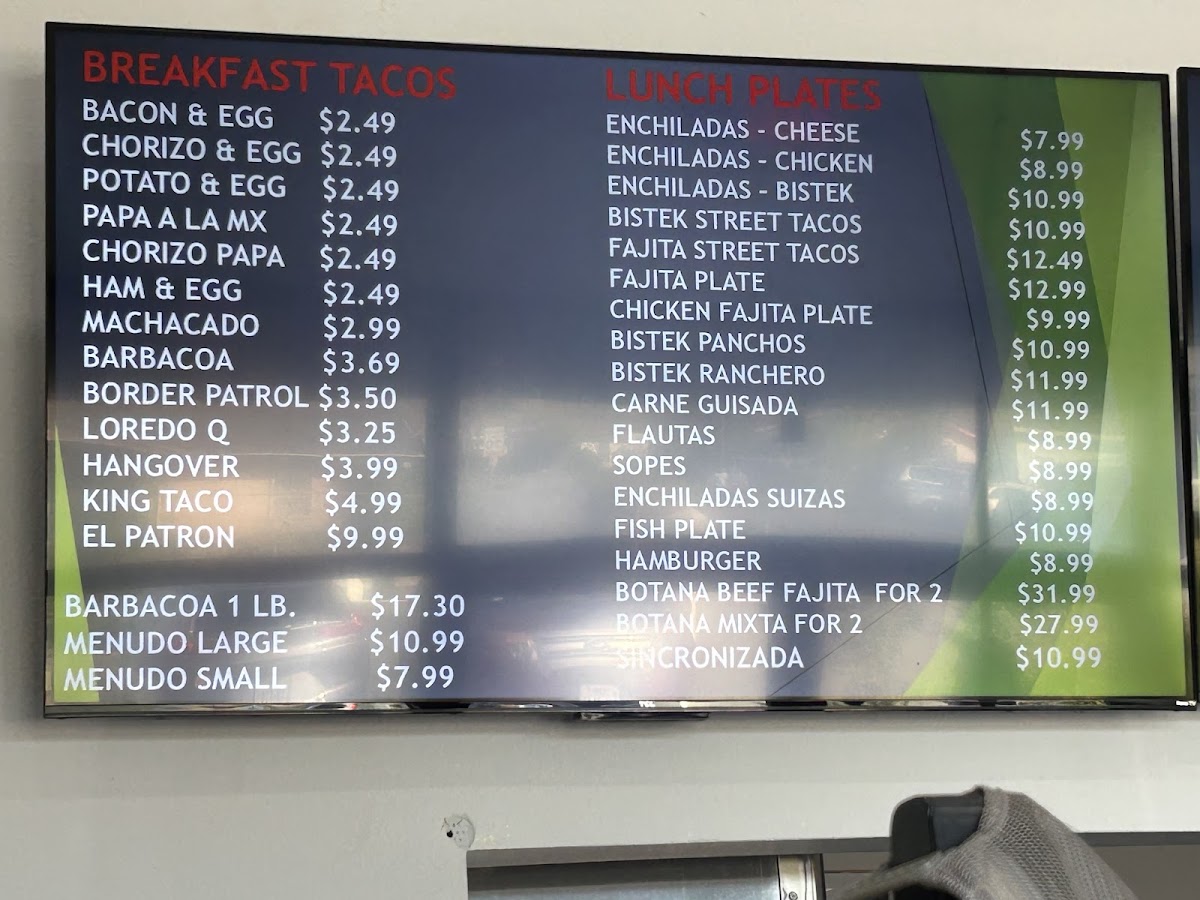 BREAKFAST TACOS
BACON & EGG $2.49
CHORIZO & EGG $2.49
POTATO & EGG $2.49
PAPA A LA MX $2.49
CHORIZO PAPA $2.49
HAM & EGG $2.49
MACHACADO $2.99
BARBACOA $3.69
BORDER PATROL $3.50
LOREDO Q $3.25
HANGOVER $3.99
KING TACO $4.99
EL PATRON $9.99
BARBACOA 1 LB. $17.30
MENUDO LARGE $10.99
MENUDO SMALL $7.99
LUNCH PLATES
ENCHILADAS - CHEESE $7.99
ENCHILADAS - CHICKEN $8.99
ENCHILADAS - BISTEK $10.99
BISTEK STREET TACOS $10.99
FAJITA STREET TACOS $12.49
FAJITA PLATE $12.99
CHICKEN FAJITA PLATE $9.99
BISTEK PANCHOS $10.99
BISTEK RANCHERO $11.99
CARNE GUISADA $11.99
FLAUTAS $8.99
SOPES $8.99
ENCHILADAS SUIZAS $8.99
FISH PLATE $10.99
HAMBURGER $8.99
BOTANA BEEF FAJITA FOR 2 $31.99
BOTANA MIXTA FOR 2 $27.99
SINCRONIZADA $10.99
TCL